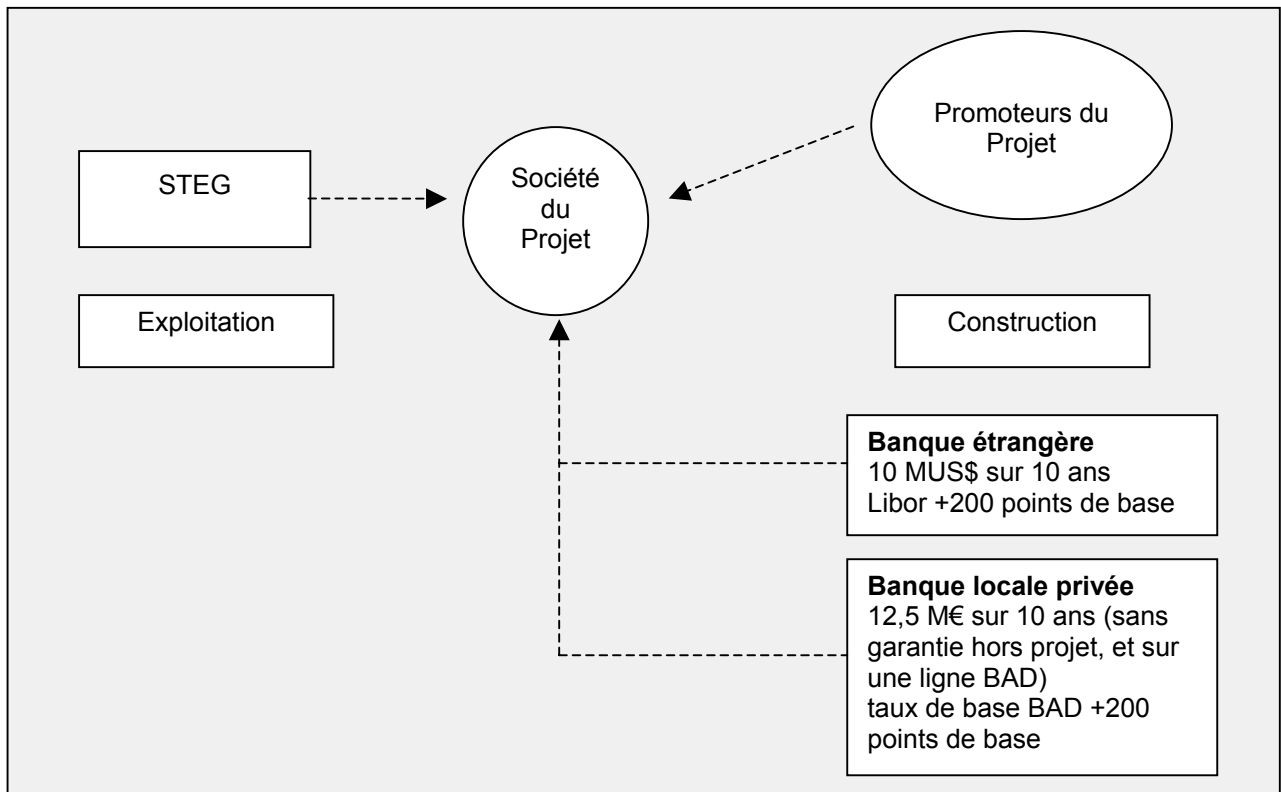 Promoteurs du
Projet
STEG
Société
du
Projet
Exploitation
Construction
Banque étrangère
10 MUS$ sur 10 ans
Libor +200 points de base
Banque locale privée
12,5 M€ sur 10 ans (sans
garantie hors projet, et sur
une ligne BAD)
taux de base BAD +200
points de base